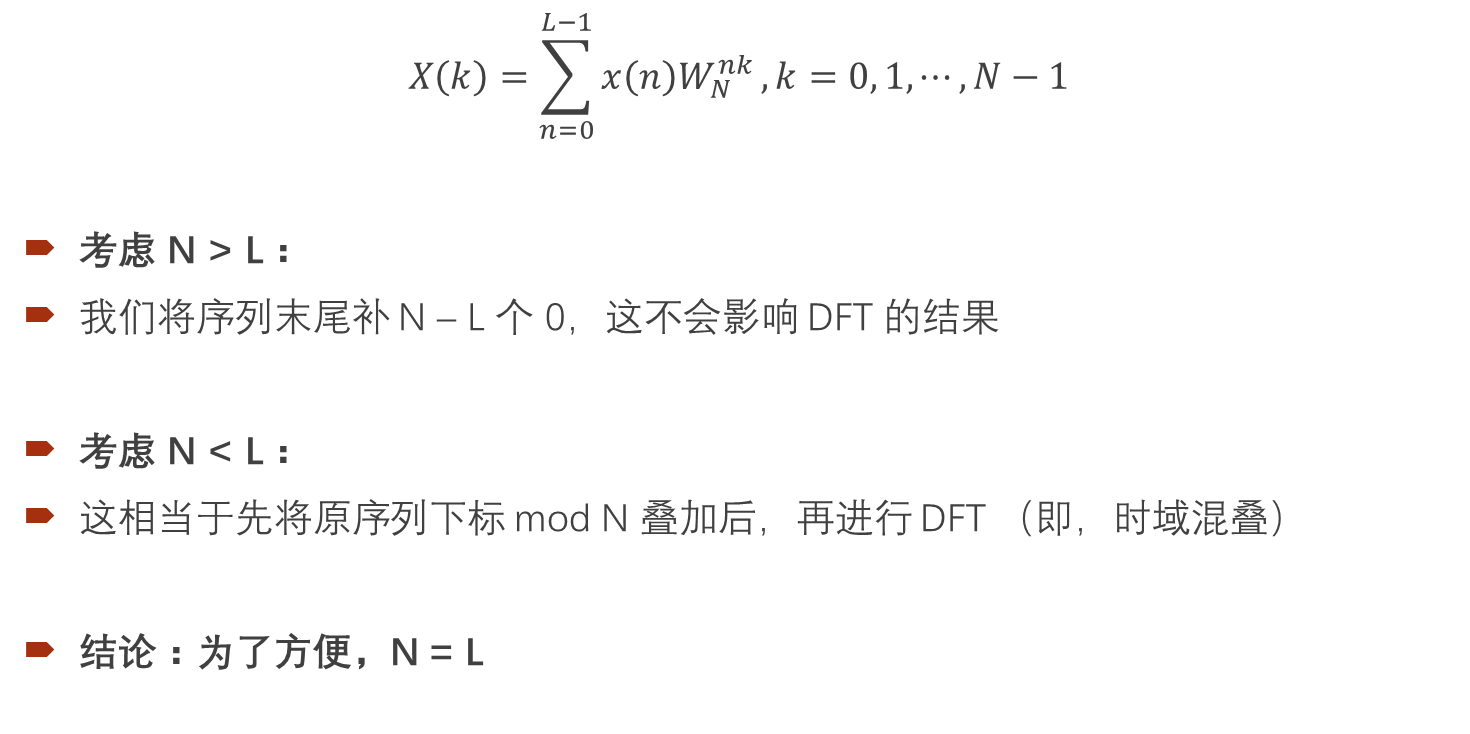 X(k) = \sum_{n=0}^{L-1} x(n)W_N^{nk}, k = 0,1,⋯,N − 1
考虑 N > L：
我们将序列末尾补 N – L 个 0，这不会影响 DFT 的结果
考虑 N < L：
这相当于先将原序列下标 mod N 叠加后，再进行 DFT （即，时域混叠）
结论：为了方便，N = L